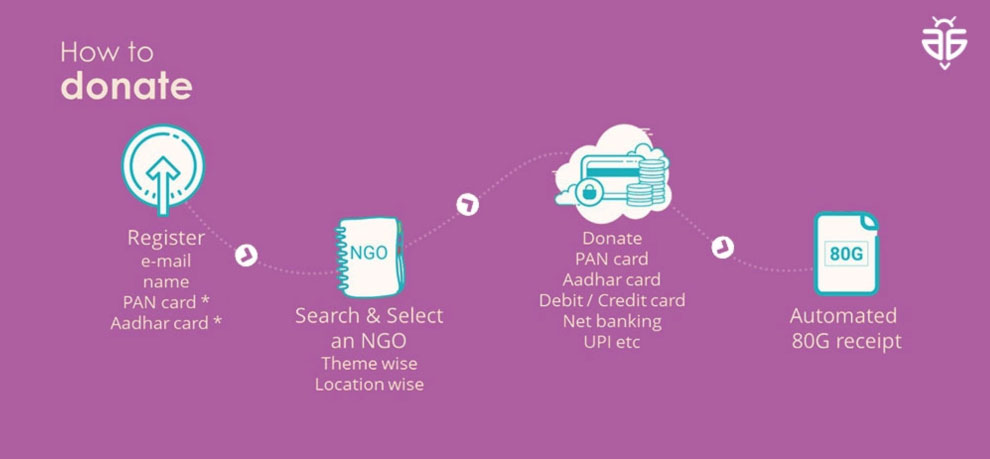 How to
donate
Register
e-mail
name
PAN card *
Aadhar card *
NGO
Search & Select
an NGO
Theme wise
Location wise
Donate
PAN card
Aadhar card
Debit / Credit card
Net banking
UPI etc
80G
Automated
80G receipt